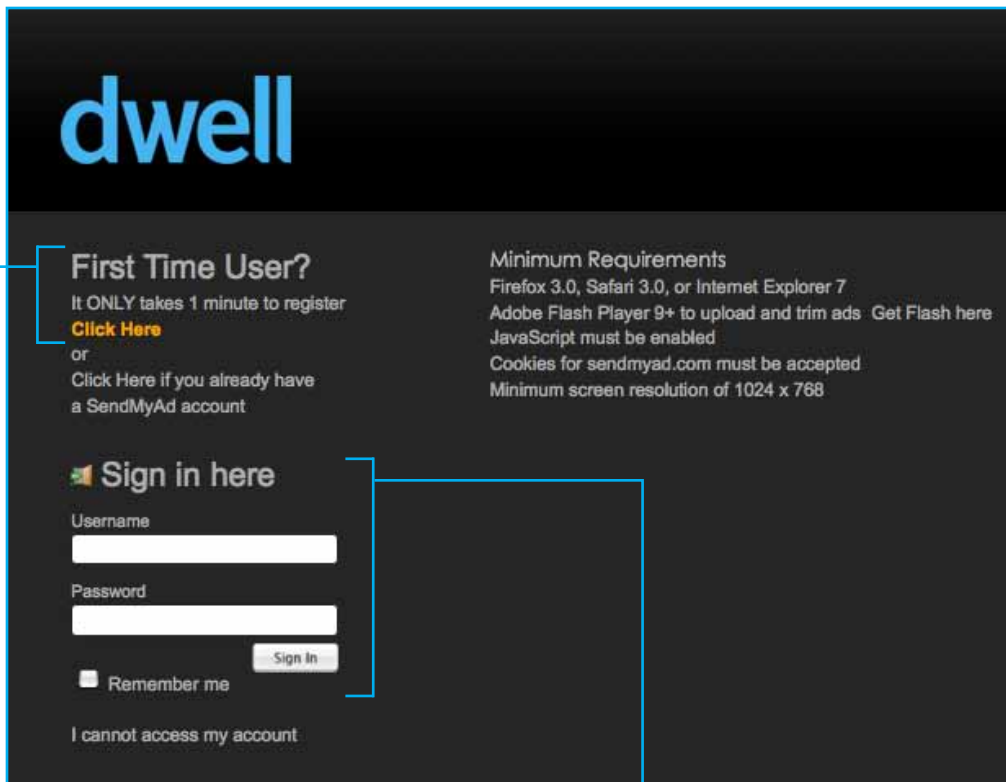 dwell
First Time User?
It ONLY takes 1 minute to register
Click Here
or
Click Here if you already have
a SendMyAd account
Minimum Requirements
Firefox 3.0, Safari 3.0, or Internet Explorer 7
Adobe Flash Player 9+ to upload and trim ads  Get Flash here
JavaScript must be enabled
Cookies for sendmyad.com must be accepted
Minimum screen resolution of 1024 x 768
Sign in here
Username
Password
Sign In
Remember me
I cannot access my account